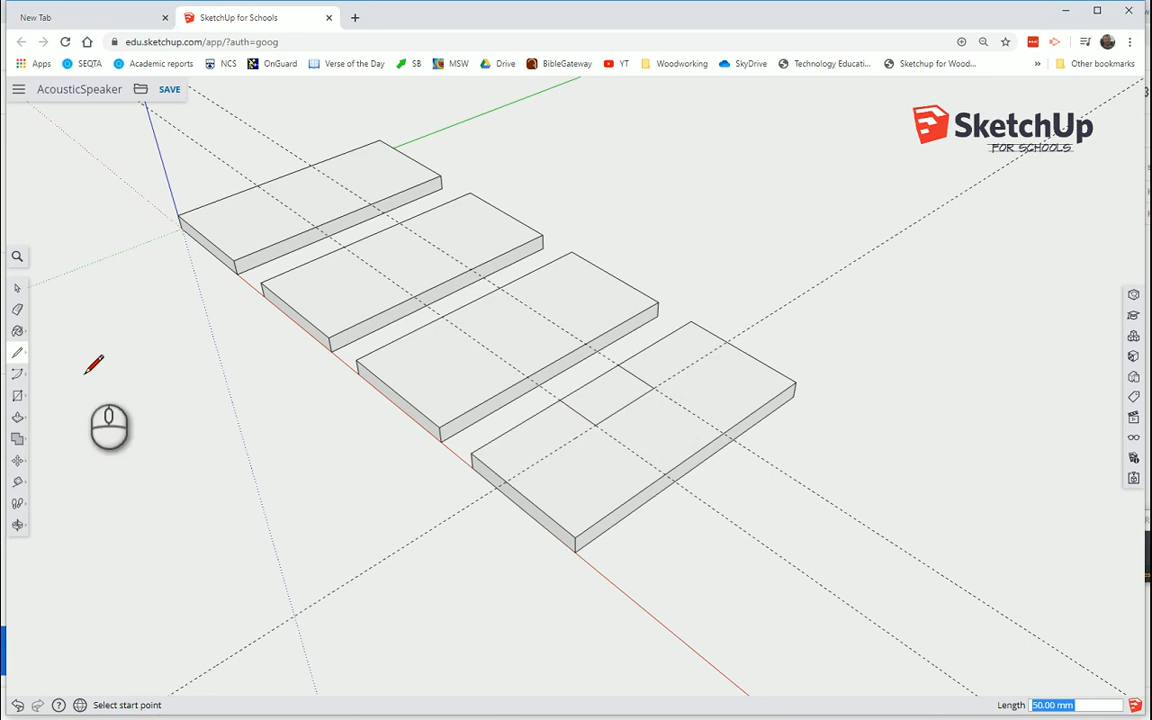 New Tab
SketchUp for Schools
edu.sketchup.com/app/?auth=goog
Apps SEQTA Academic reports NCS OnGuard Verse of the Day SB MSW Drive BibleGateway YT Woodworking SkyDrive Technology Educati... Sketchup for Wood... » Other bookmarks
AcousticSpeaker SAVE
SketchUp
FOR SCHOOLS
Select start point
Length 50.00 mm